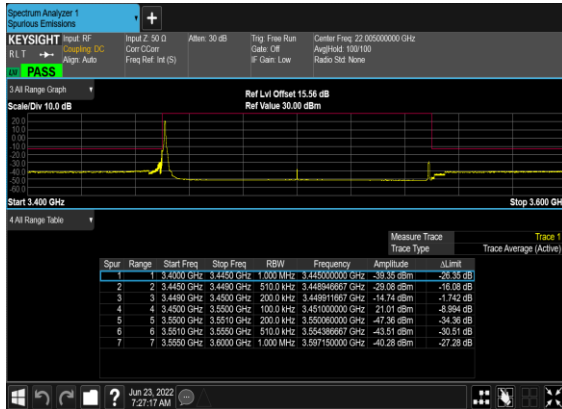 Spectrum Analyzer 1
Spurious Emissions
+
KEYSIGHT Input: RF Input Z: 50 Ω Atten: 30 dB Trig: Free Run Center Freq: 22.005000000 GHz
RLT Coupling: DC Corr CCorr Gate: Off Avg|Hold: 100/100
Align: Auto Freq Ref: Int (S) IF Gain: Low Radio Std: None
PASS
3 All Range Graph
Ref Lvl Offset 15.56 dB
Scale/Div 10.0 dB Ref Value 30.00 dBm
20.0
10.0
0.00
-10.0
-20.0
-30.0
-40.0
-50.0
-60.0
Start 3.400 GHz Stop 3.600 GHz
4 All Range Table
Measure Trace Trace 1
Trace Type Trace Average (Active)
Spur Range Start Freq Stop Freq RBW Frequency Amplitude ΔLimit
1 1 3.4000 GHz 3.4450 GHz 1.000 MHz 3.445000000 GHz -39.35 dBm -26.35 dB
2 2 3.4450 GHz 3.4490 GHz 510.0 kHz 3.448946667 GHz -29.08 dBm -16.08 dB
3 3 3.4490 GHz 3.4500 GHz 200.0 kHz 3.449911667 GHz -14.74 dBm -1.742 dB
4 4 3.4500 GHz 3.5500 GHz 100.0 kHz 3.451000000 GHz 21.01 dBm -8.994 dB
5 5 3.5500 GHz 3.5510 GHz 200.0 kHz 3.550060000 GHz -47.36 dBm -34.36 dB
6 6 3.5510 GHz 3.5550 GHz 510.0 kHz 3.554386667 GHz -43.51 dBm -30.51 dB
7 7 3.5550 GHz 3.6000 GHz 1.000 MHz 3.597150000 GHz -40.28 dBm -27.28 dB
?
Jun 23, 2022
7:27:17 AM